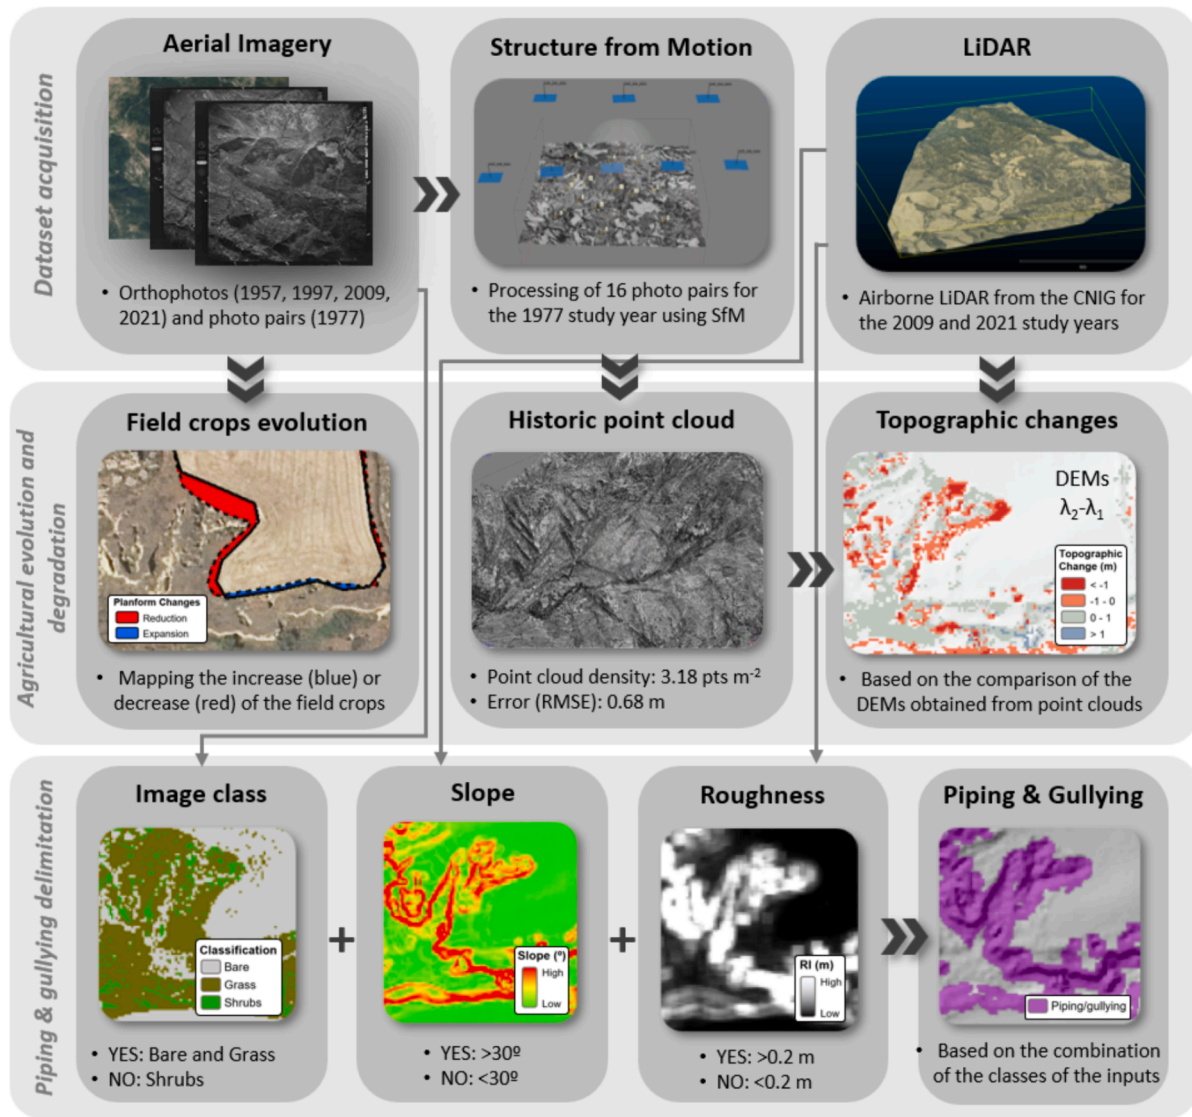 Dataset acquisition
Aerial Imagery
• Orthophotos (1957, 1997, 2009,
2021) and photo pairs (1977)
Structure from Motion
• Processing of 16 photo pairs for
the 1977 study year using SfM
LiDAR
• Airborne LiDAR from the CNIG for
the 2009 and 2021 study years
Agricultural evolution and
degradation
Field crops evolution
Planform Changes
Reduction
Expansion
• Mapping the increase (blue) or
decrease (red) of the field crops
Historic point cloud
• Point cloud density: 3.18 pts m⁻²
• Error (RMSE): 0.68 m
Topographic changes
DEMs
λ₂-λ₁
Topographic
Change (m)
< -1
-1 - 0
0 - 1
> 1
• Based on the comparison of the
DEMs obtained from point clouds
Piping & gullying delimitation
Image class
Classification
Bare
Grass
Shrubs
• YES: Bare and Grass
• NO: Shrubs
+
Slope
Slope (º)
High
Low
• YES: >30º
• NO: <30º
+
Roughness
RI (m)
High
Low
• YES: >0.2 m
• NO: <0.2 m
Piping & Gullying
Piping/gullying
• Based on the combination
of the classes of the inputs